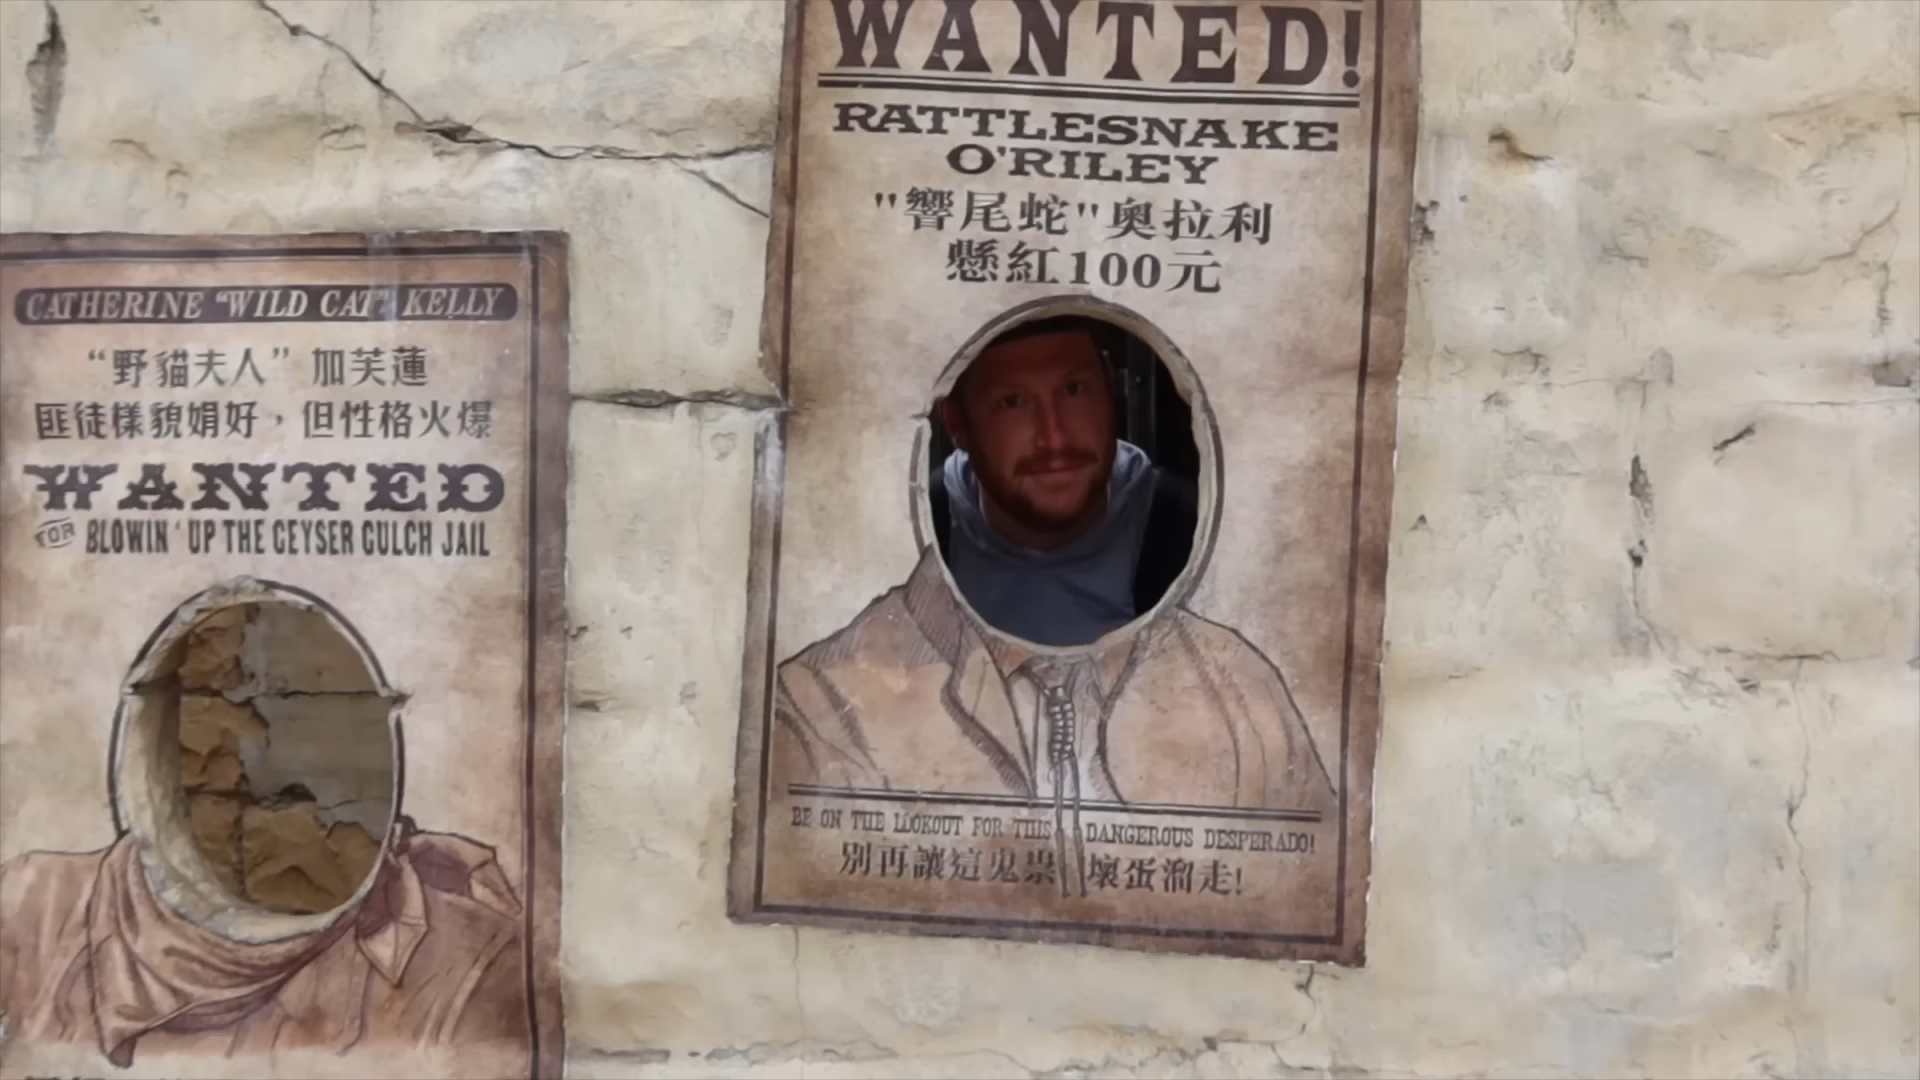 CATHERINE "WILD CAT" KELLY
“野貓夫人” 加芙蓮
匪徒樣貌娟好，但性格火爆
WANTED
FOR BLOWIN' UP THE GEYSER GULCH JAIL
WANTED!
RATTLESNAKE
O'RILEY
"響尾蛇"奧拉利
懸紅100元
BE ON THE LOOKOUT FOR THIS DANGEROUS DESPERADO!
別再讓這鬼祟壞蛋溜走!